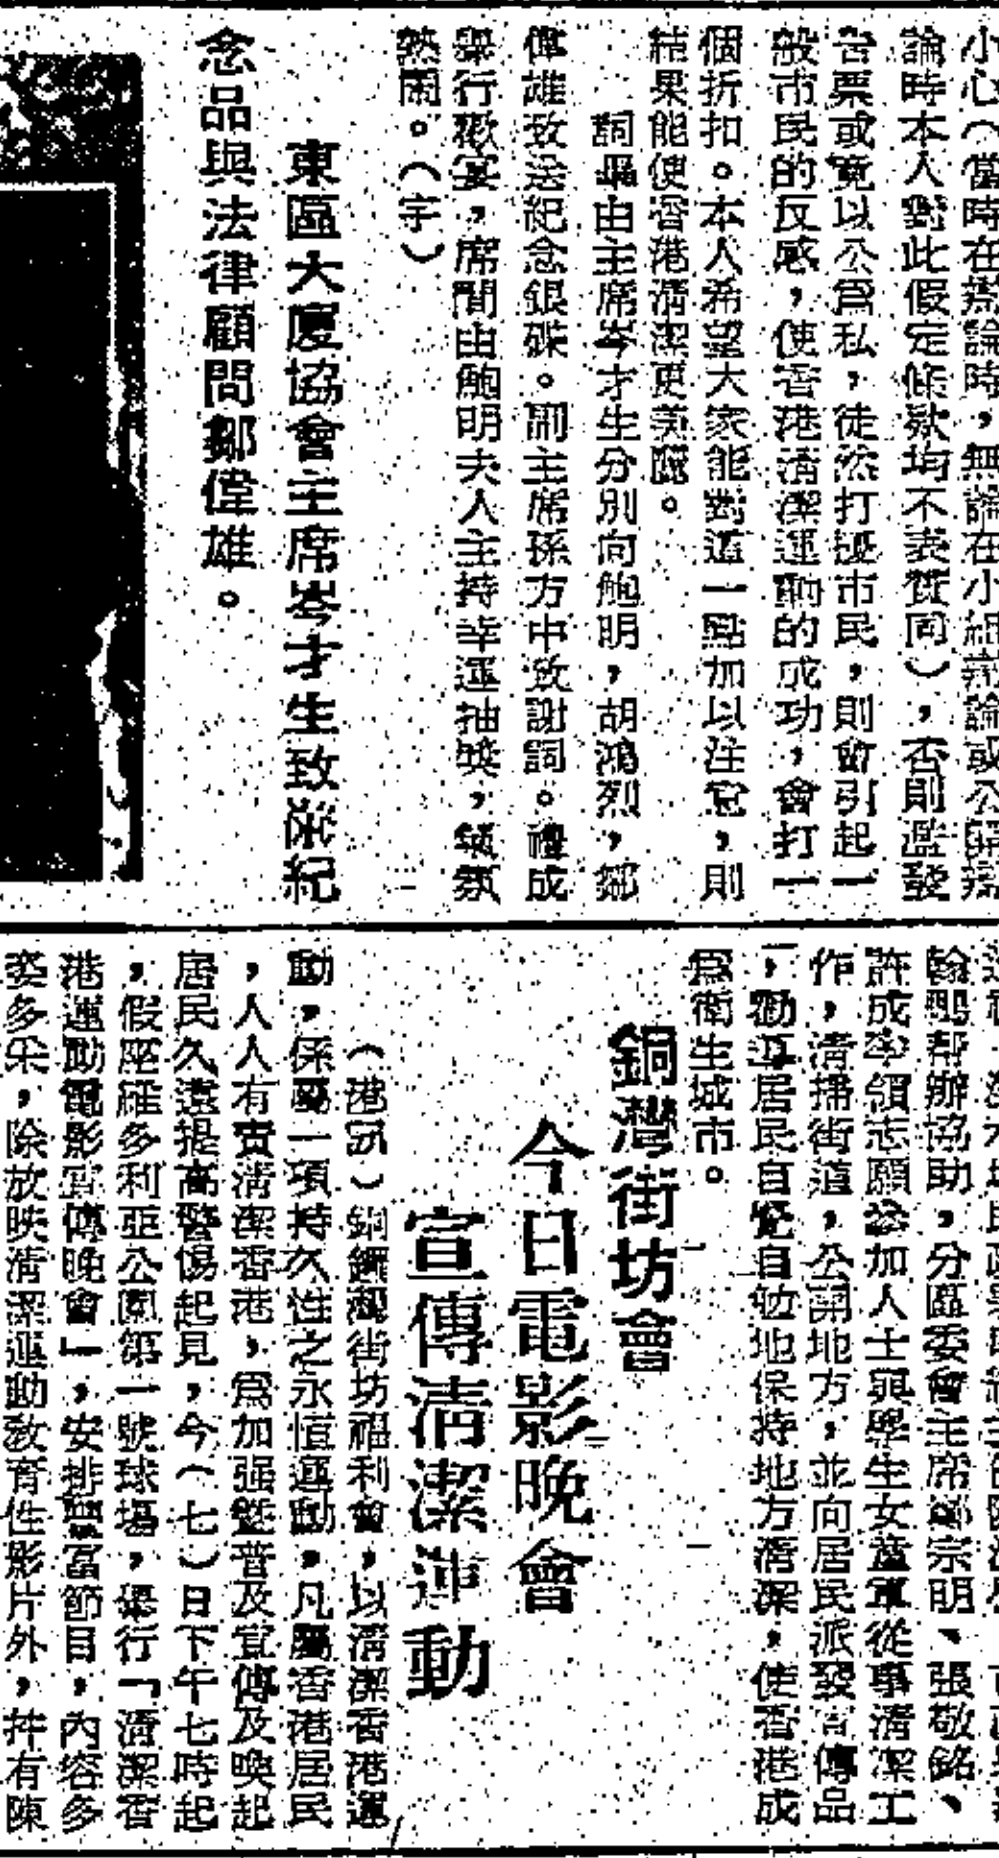 小心(當時在辯論時,無論在小組辯論或公開辯
論時本人對此假定條款均不表贊同),否則濫發
告票或竟以公爲私,徒然打擾市民,則會引起一
般市民的反感,使香港清潔運動的成功,會打一
個折扣。本人希望大家能對這一點加以注意,則
結果能使香港清潔更美麗。
詞畢由主席岑才生分別向鮑明,胡鴻烈,鄒
偉雄致送紀念銀碟。副主席孫方中致謝詞。禮成
舉行歡宴,席間由鮑明夫人主持幸運抽獎,氣氛
熱鬧。(宇)
東區大廈協會主席岑才生致送紀
念品與法律顧問鄒偉雄。
幫辦協助,分區委會主席鄭宗明、張敬銘、
許成率領志願參加人士與學生女童軍從事清潔工
作,清掃街道,公開地方,並向居民派發宣傳品
,勸導居民自覺自動地保持地方清潔,使香港成
爲衛生城市。
銅灣街坊會
今日電影晚會
宣傳清潔運動
(港訊)銅鑼灣街坊福利會,以清潔香港運
動,係屬一項持久性之永恒運動,凡屬香港居民
,人人有責清潔香港,爲加强暨普及宣傳及喚起
居民久遠提高警惕起見,今(七)日下午七時起
,假座維多利亞公園第一號球場,舉行「清潔香
港運動電影宣傳晚會」,安排豐富節目,內容多
姿多采,除放映清潔運動敎育性影片外,并有陳